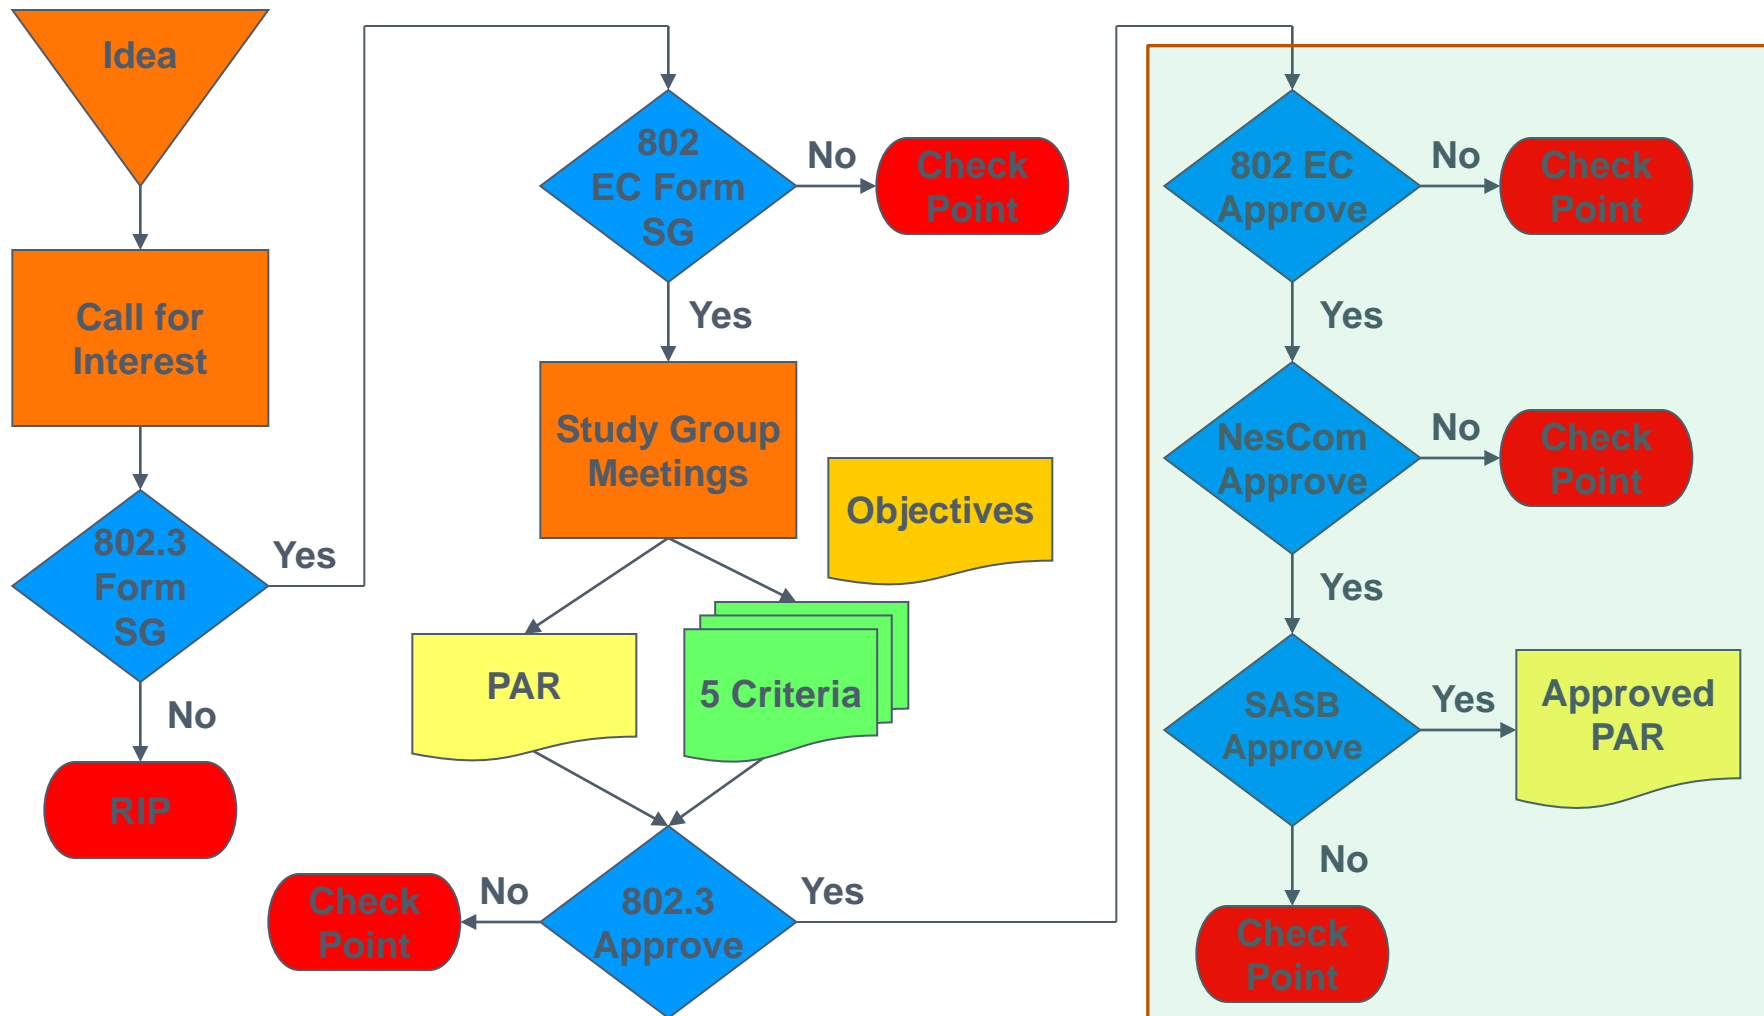 Idea
Call for
Interest
802.3
Form
SG
Yes
No
RIP
802
EC Form
SG
No
Check
Point
Yes
Study Group
Meetings
Objectives
PAR
5 Criteria
802.3
Approve
No
Check
Point
Yes
802 EC
Approve
No
Check
Point
Yes
NesCom
Approve
No
Check
Point
Yes
SASB
Approve
Yes
Approved
PAR
No
Check
Point